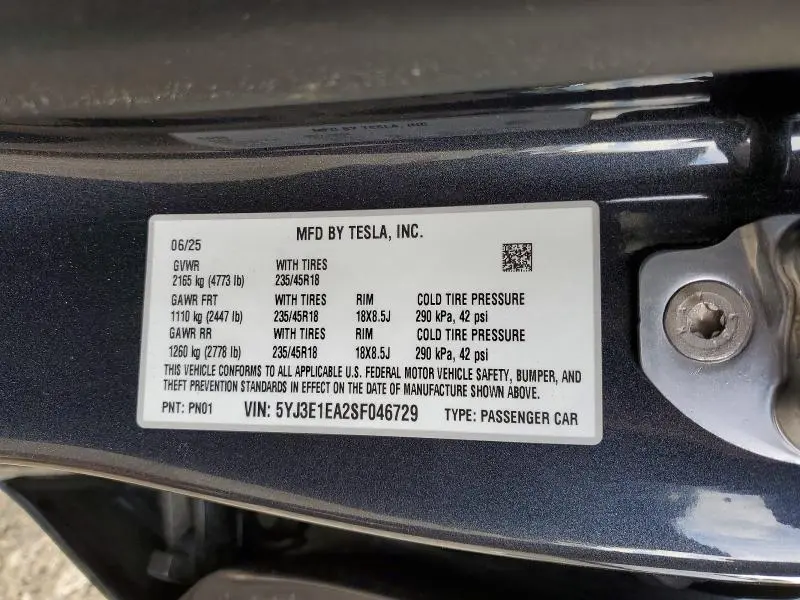 MFD BY TESLA, INC
MFD BY TESLA, INC.
06/25
GVWR WITH TIRES
2165 kg (4773 lb) 235/45R18
GAWR FRT WITH TIRES RIM COLD TIRE PRESSURE
1110 kg (2447 lb) 235/45R18 18X8.5J 290 kPa, 42 psi
GAWR RR WITH TIRES RIM COLD TIRE PRESSURE
1260 kg (2778 lb) 235/45R18 18X8.5J 290 kPa, 42 psi
THIS VEHICLE CONFORMS TO ALL APPLICABLE U.S. FEDERAL MOTOR VEHICLE SAFETY, BUMPER, AND
THEFT PREVENTION STANDARDS IN EFFECT ON THE DATE OF MANUFACTURE SHOWN ABOVE.
PNT: PN01 VIN: 5YJ3E1EA2SF046729 TYPE: PASSENGER CAR